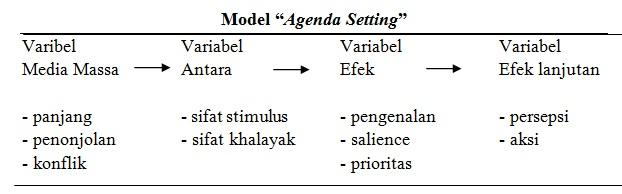 Model “Agenda Setting”
Varibel Variabel Variabel Variabel
Media Massa Antara Efek Efek lanjutan
- panjang - sifat stimulus - pengenalan - persepsi
- penonjolan - sifat khalayak - salience - aksi
- konflik - prioritas